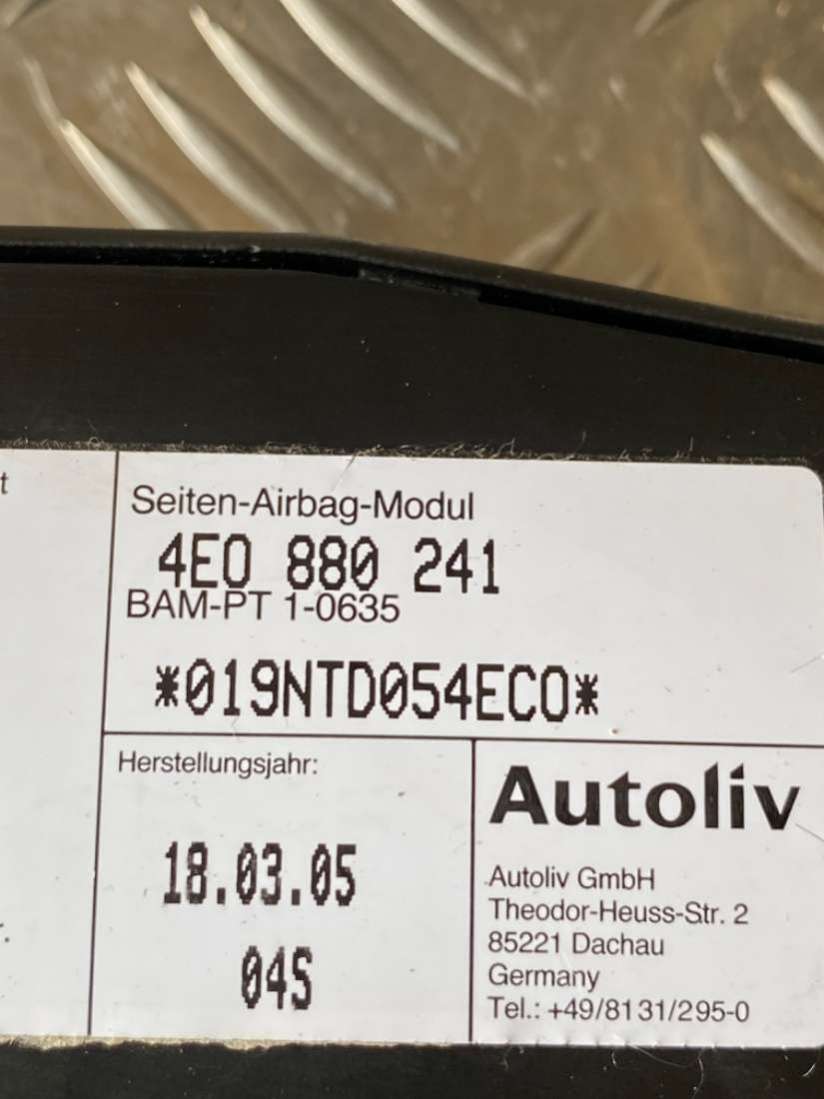 t
Seiten-Airbag-Modul
4E0 880 241
BAM-PT 1-0635
*019NTD054ECO*
Herstellungsjahr:
18.03.05
04S
Autoliv
Autoliv GmbH
Theodor-Heuss-Str. 2
85221 Dachau
Germany
Tel.: +49/8131/295-0